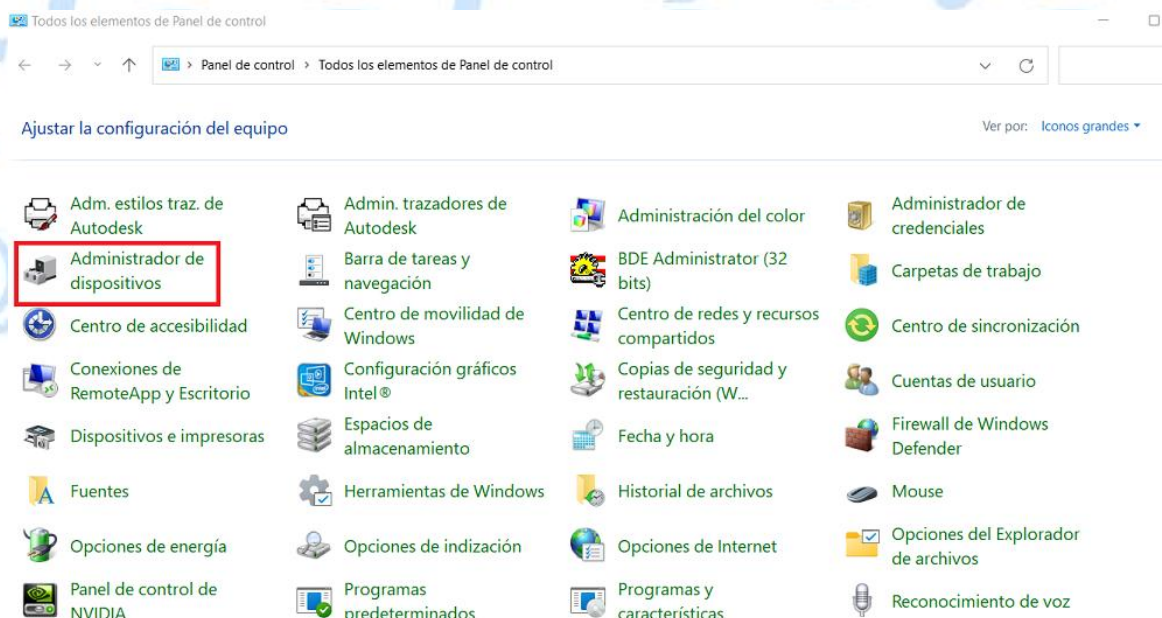 Todos los elementos de Panel de control
Panel de control > Todos los elementos de Panel de control
Ajustar la configuración del equipo
Ver por: Iconos grandes
Adm. estilos traz. de
Autodesk
Admin. trazadores de
Autodesk
Administración del color
Administrador de
credenciales
Administrador de
dispositivos
Barra de tareas y
navegación
BDE Administrator (32
bits)
Carpetas de trabajo
Centro de accesibilidad
Centro de movilidad de
Windows
Centro de redes y recursos
compartidos
Centro de sincronización
Conexiones de
RemoteApp y Escritorio
Configuración gráficos
Intel®
Copias de seguridad y
restauración (W...
Cuentas de usuario
Dispositivos e impresoras
Espacios de
almacenamiento
Fecha y hora
Firewall de Windows
Defender
Fuentes
Herramientas de Windows
Historial de archivos
Mouse
Opciones de energía
Opciones de indización
Opciones de Internet
Opciones del Explorador
de archivos
Panel de control de
NVIDIA
Programas
predeterminados
Programas y
características
Reconocimiento de voz